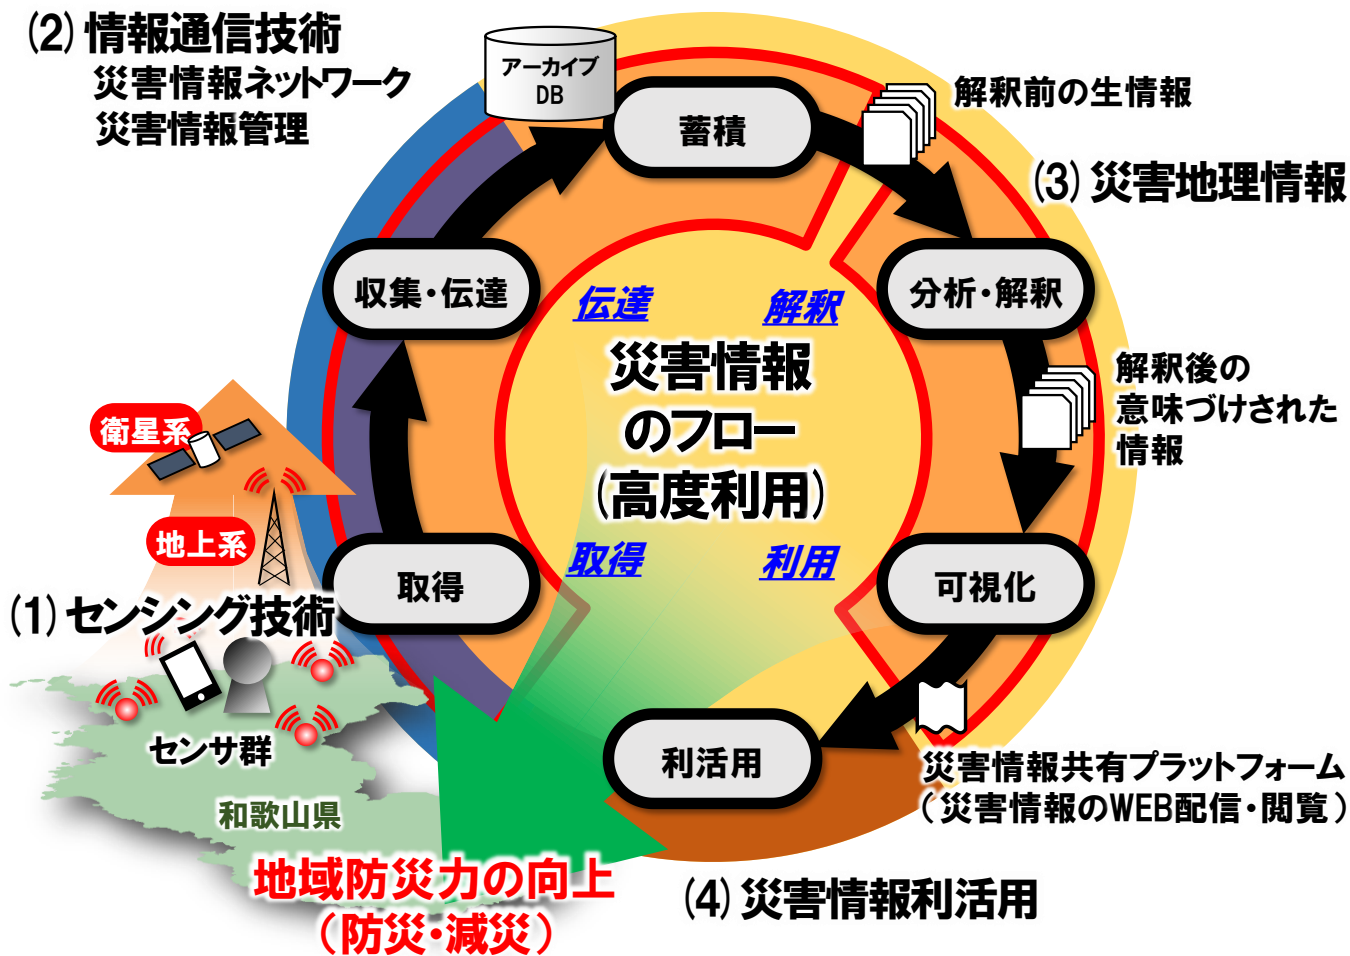 (2) 情報通信技術
災害情報ネットワーク
災害情報管理
アーカイブ
DB
蓄積
解釈前の生情報
(3) 災害地理情報
収集・伝達
分析・解釈
伝達
解釈
災害情報
のフロー
(高度利用)
解釈後の
意味づけされた
情報
衛星系
地上系
取得
利用
取得
可視化
(1) センシング技術
センサ群
和歌山県
利活用
災害情報共有プラットフォーム
(災害情報のWEB配信・閲覧)
地域防災力の向上
(防災・減災)
(4) 災害情報利活用